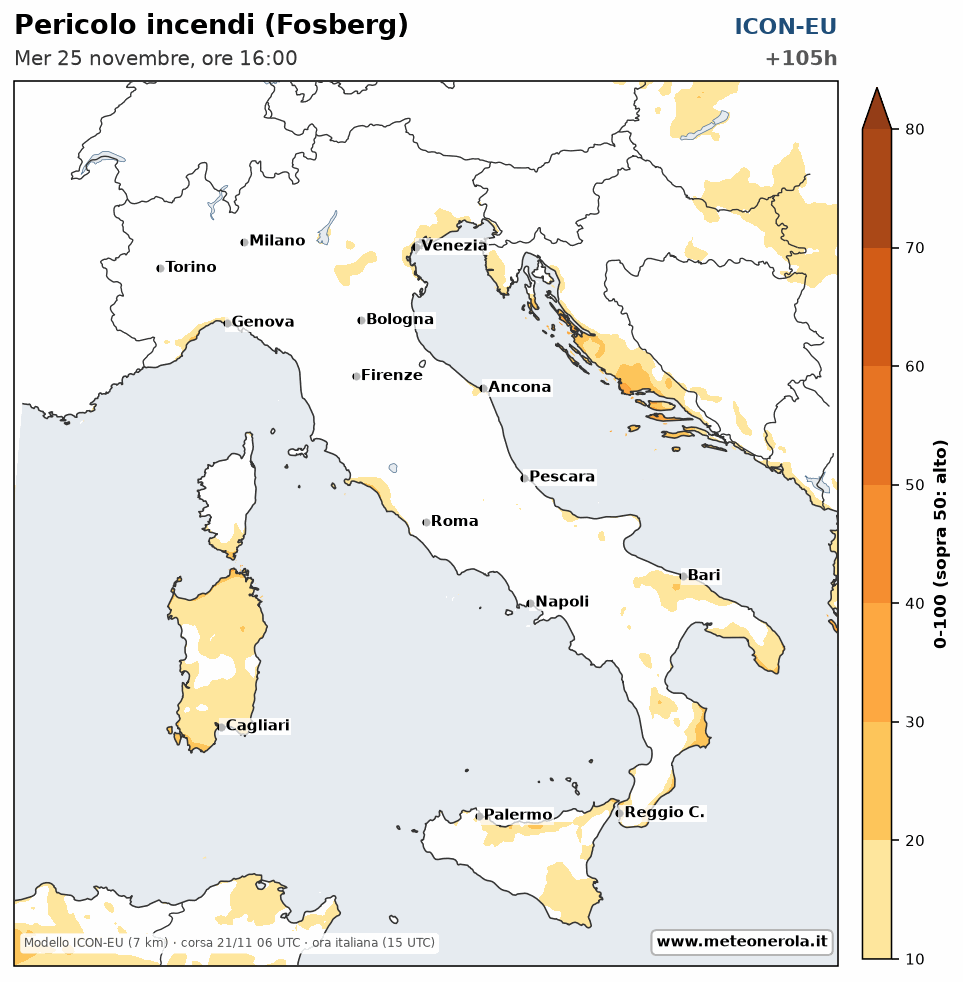 Pericolo incendi (Fosberg)
ICON-EU
Mer 25 novembre, ore 16:00
+105h
Milano
Venezia
Torino
Genova
Bologna
Firenze
Ancona
Pescara
Roma
Bari
Napoli
Cagliari
Palermo
Reggio C.
80
70
60
50
40
30
20
10
0-100 (sopra 50: alto)
Modello ICON-EU (7 km) · corsa 21/11 06 UTC · ora italiana (15 UTC)
www.meteonerola.it